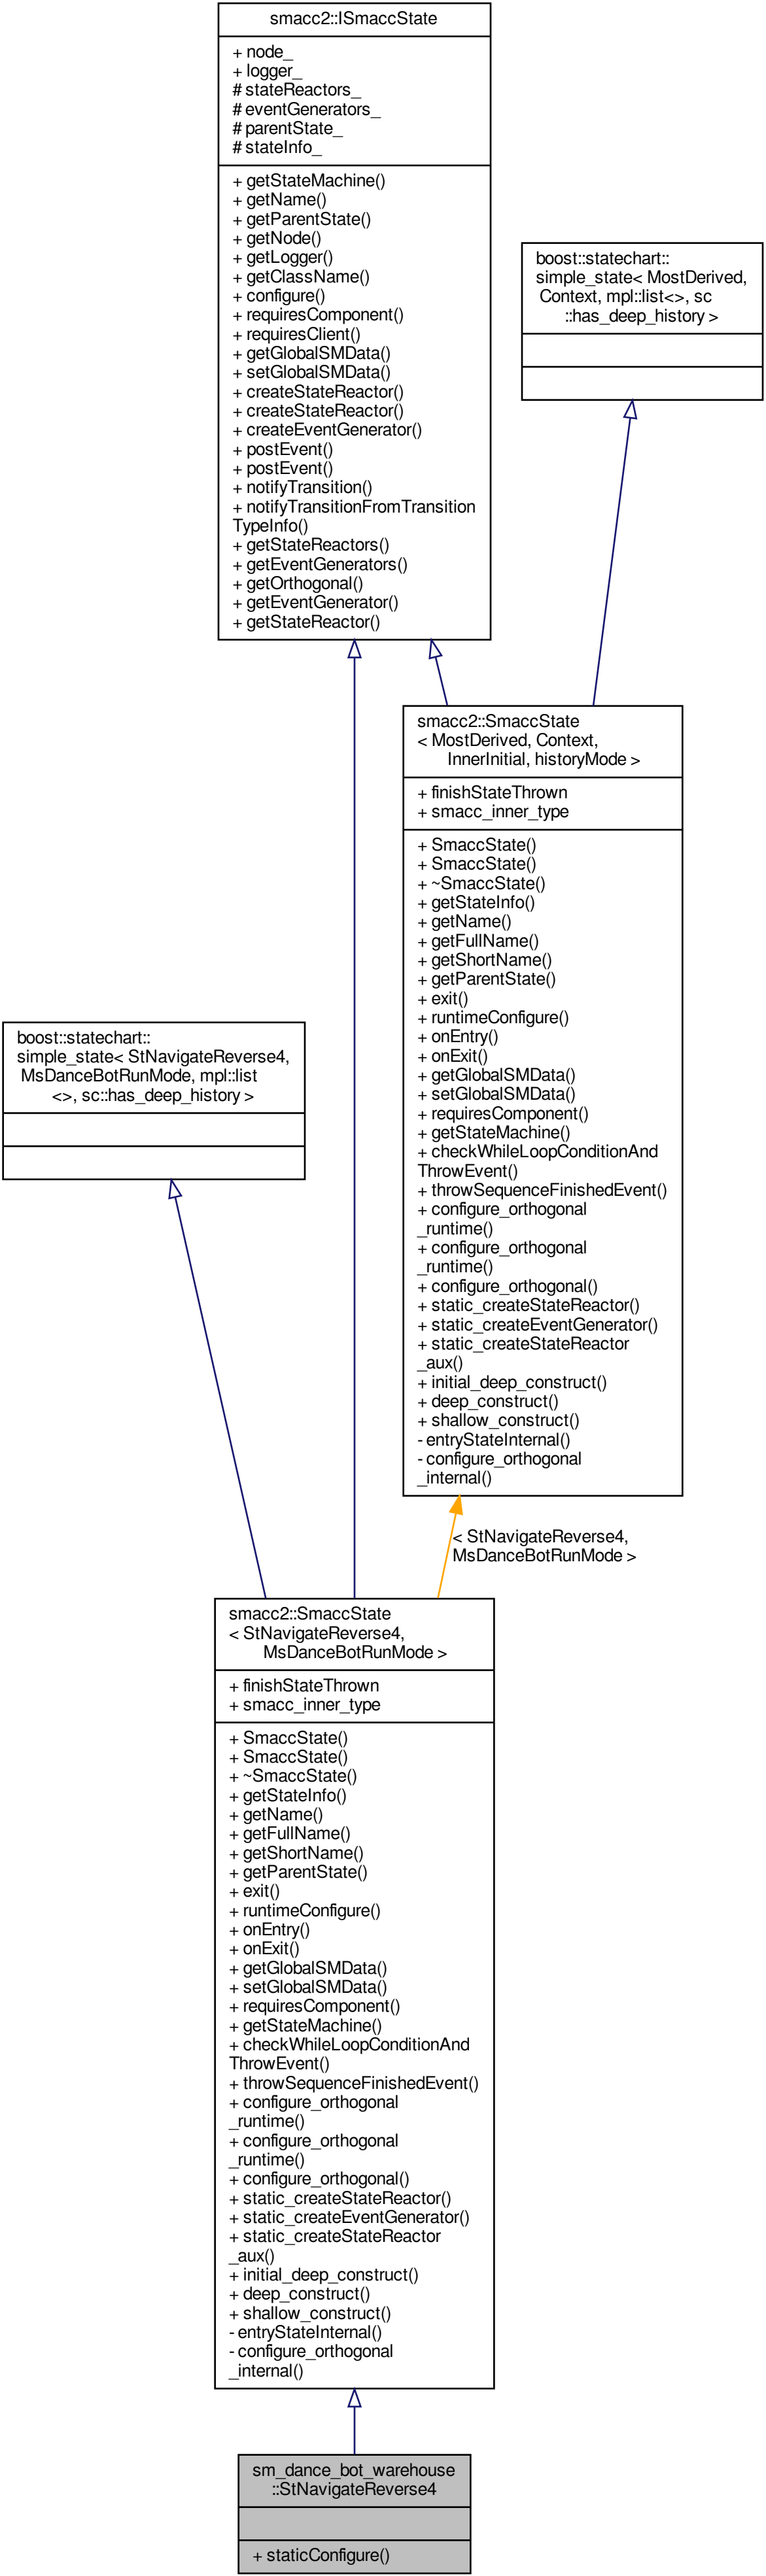 smacc2::ISmaccState
+ node_
+ logger_
# stateReactors_
# eventGenerators_
# parentState_
# stateInfo_
+ getStateMachine()
+ getName()
+ getParentState()
+ getNode()
+ getLogger()
+ getClassName()
+ configure()
+ requiresComponent()
+ requiresClient()
+ getGlobalSMData()
+ setGlobalSMData()
+ createStateReactor()
+ createStateReactor()
+ createEventGenerator()
+ postEvent()
+ postEvent()
+ notifyTransition()
+ notifyTransitionFromTransition
TypeInfo()
+ getStateReactors()
+ getEventGenerators()
+ getOrthogonal()
+ getEventGenerator()
+ getStateReactor()
boost::statechart::
simple_state< MostDerived,
Context, mpl::list<>, sc
::has_deep_history >
smacc2::SmaccState
< MostDerived, Context,
InnerInitial, historyMode >
+ finishStateThrown
+ smacc_inner_type
+ SmaccState()
+ SmaccState()
+ ~SmaccState()
+ getStateInfo()
+ getName()
+ getFullName()
+ getShortName()
+ getParentState()
+ exit()
+ runtimeConfigure()
+ onEntry()
+ onExit()
+ getGlobalSMData()
+ setGlobalSMData()
+ requiresComponent()
+ getStateMachine()
+ checkWhileLoopConditionAnd
ThrowEvent()
+ throwSequenceFinishedEvent()
+ configure_orthogonal
_runtime()
+ configure_orthogonal
_runtime()
+ configure_orthogonal()
+ static_createStateReactor()
+ static_createEventGenerator()
+ static_createStateReactor
_aux()
+ initial_deep_construct()
+ deep_construct()
+ shallow_construct()
- entryStateInternal()
- configure_orthogonal
_internal()
boost::statechart::
simple_state< StNavigateReverse4,
MsDanceBotRunMode, mpl::list
<>, sc::has_deep_history >
< StNavigateReverse4,
MsDanceBotRunMode >
smacc2::SmaccState
< StNavigateReverse4,
MsDanceBotRunMode >
+ finishStateThrown
+ smacc_inner_type
+ SmaccState()
+ SmaccState()
+ ~SmaccState()
+ getStateInfo()
+ getName()
+ getFullName()
+ getShortName()
+ getParentState()
+ exit()
+ runtimeConfigure()
+ onEntry()
+ onExit()
+ getGlobalSMData()
+ setGlobalSMData()
+ requiresComponent()
+ getStateMachine()
+ checkWhileLoopConditionAnd
ThrowEvent()
+ throwSequenceFinishedEvent()
+ configure_orthogonal
_runtime()
+ configure_orthogonal
_runtime()
+ configure_orthogonal()
+ static_createStateReactor()
+ static_createEventGenerator()
+ static_createStateReactor
_aux()
+ initial_deep_construct()
+ deep_construct()
+ shallow_construct()
- entryStateInternal()
- configure_orthogonal
_internal()
sm_dance_bot_warehouse
::StNavigateReverse4
+ staticConfigure()